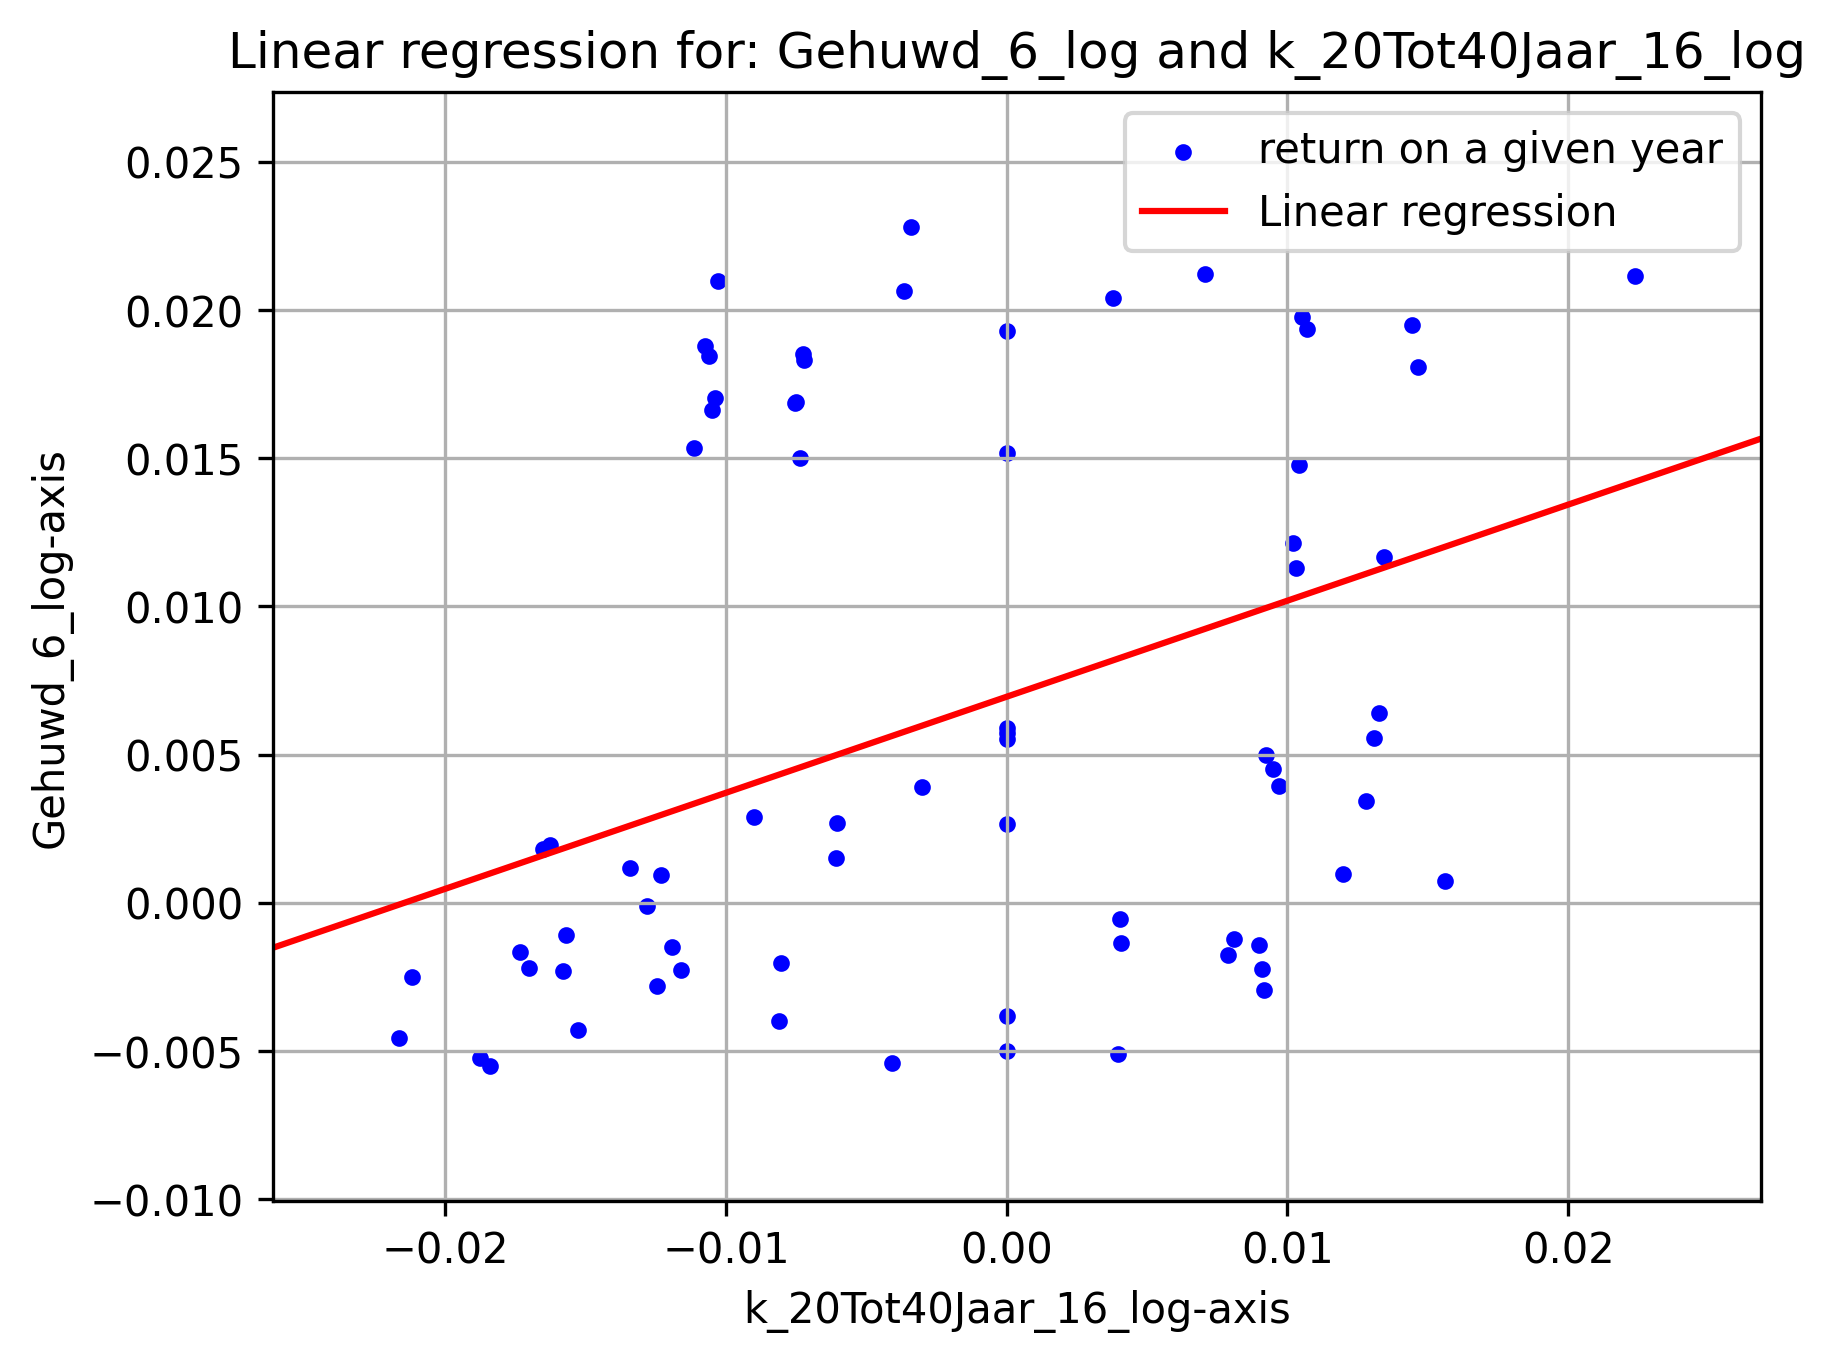 Linear regression for: Gehuwd_6_log and k_20Tot40Jaar_16_log
return on a given year
Linear regression
0.025
0.020
0.015
0.010
0.005
0.000
−0.005
−0.010
Gehuwd_6_log-axis
−0.02 −0.01 0.00 0.01 0.02
k_20Tot40Jaar_16_log-axis